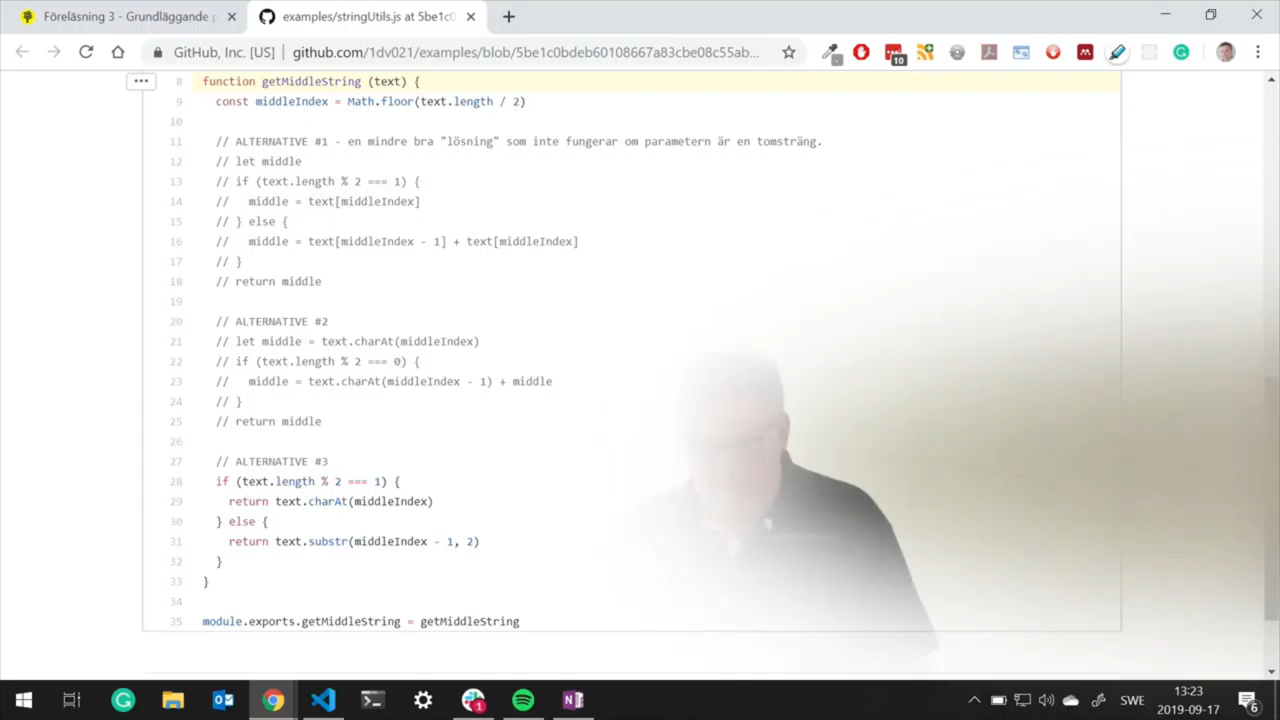 Föreläsning 3 - Grundläggande p
examples/stringUtils.js at 5be1c0
GitHub, Inc. [US] | github.com/1dv021/examples/blob/5be1c0bdeb60108667a83cbe08c55ab...
10
8 function getMiddleString (text) {
9 const middleIndex = Math.floor(text.length / 2)
10
11 // ALTERNATIVE #1 - en mindre bra "lösning" som inte fungerar om parametern är en tomsträng.
12 // let middle
13 // if (text.length % 2 === 1) {
14 // middle = text[middleIndex]
15 // } else {
16 // middle = text[middleIndex - 1] + text[middleIndex]
17 // }
18 // return middle
19
20 // ALTERNATIVE #2
21 // let middle = text.charAt(middleIndex)
22 // if (text.length % 2 === 0) {
23 // middle = text.charAt(middleIndex - 1) + middle
24 // }
25 // return middle
26
27 // ALTERNATIVE #3
28 if (text.length % 2 === 1) {
29 return text.charAt(middleIndex)
30 } else {
31 return text.substr(middleIndex - 1, 2)
32 }
33 }
34
35 module.exports.getMiddleString = getMiddleString
1
SWE
13:23
2019-09-17
6